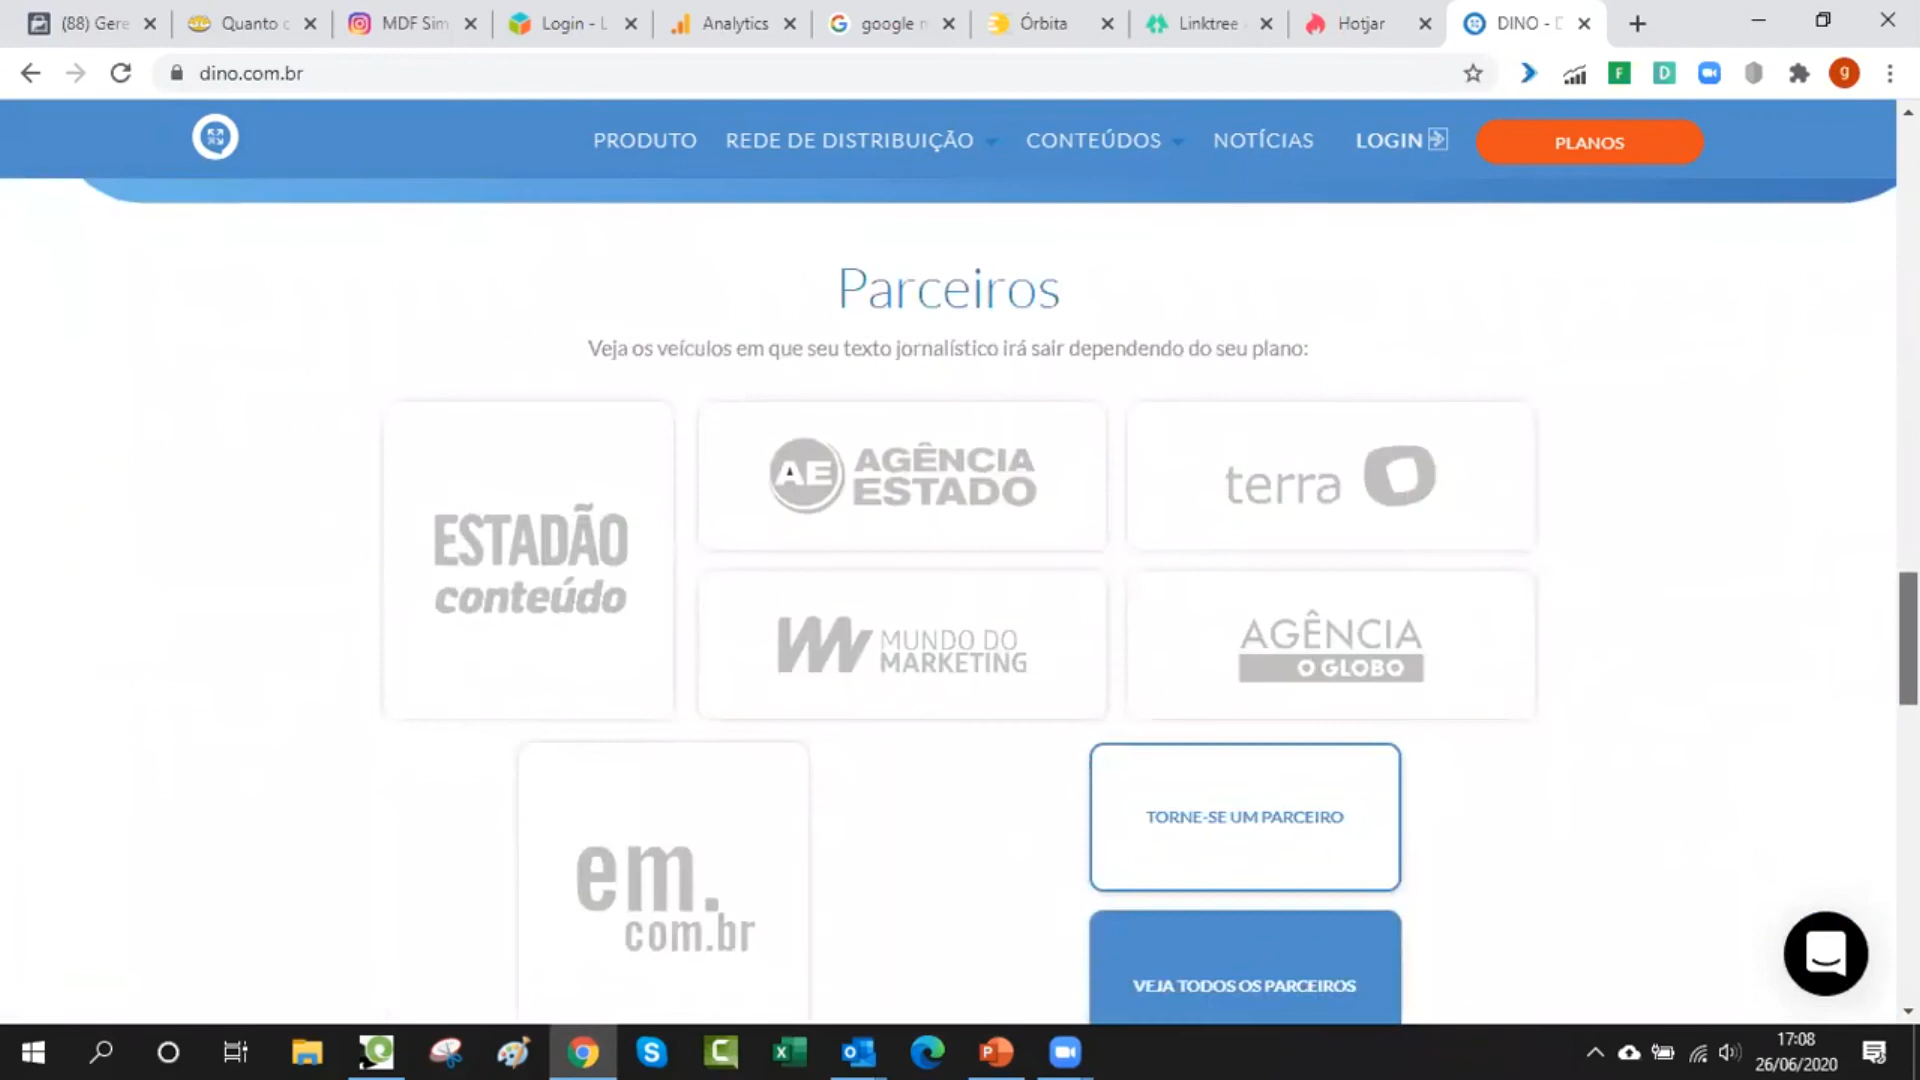 (88) Gere
Quanto c
MDF Sim
Login - L
Analytics
google m
Órbita
Linktree
Hotjar
DINO - D
dino.com.br
F
D
g
PRODUTO
REDE DE DISTRIBUIÇÃO
CONTEÚDOS
NOTÍCIAS
LOGIN
PLANOS
Parceiros
Veja os veículos em que seu texto jornalístico irá sair dependendo do seu plano:
ESTADÃO
conteúdo
AE
AGÊNCIA
ESTADO
terra
MUNDO DO
MARKETING
AGÊNCIA
O GLOBO
em.
com.br
TORNE-SE UM PARCEIRO
VEJA TODOS OS PARCEIROS
17:08
26/06/2020